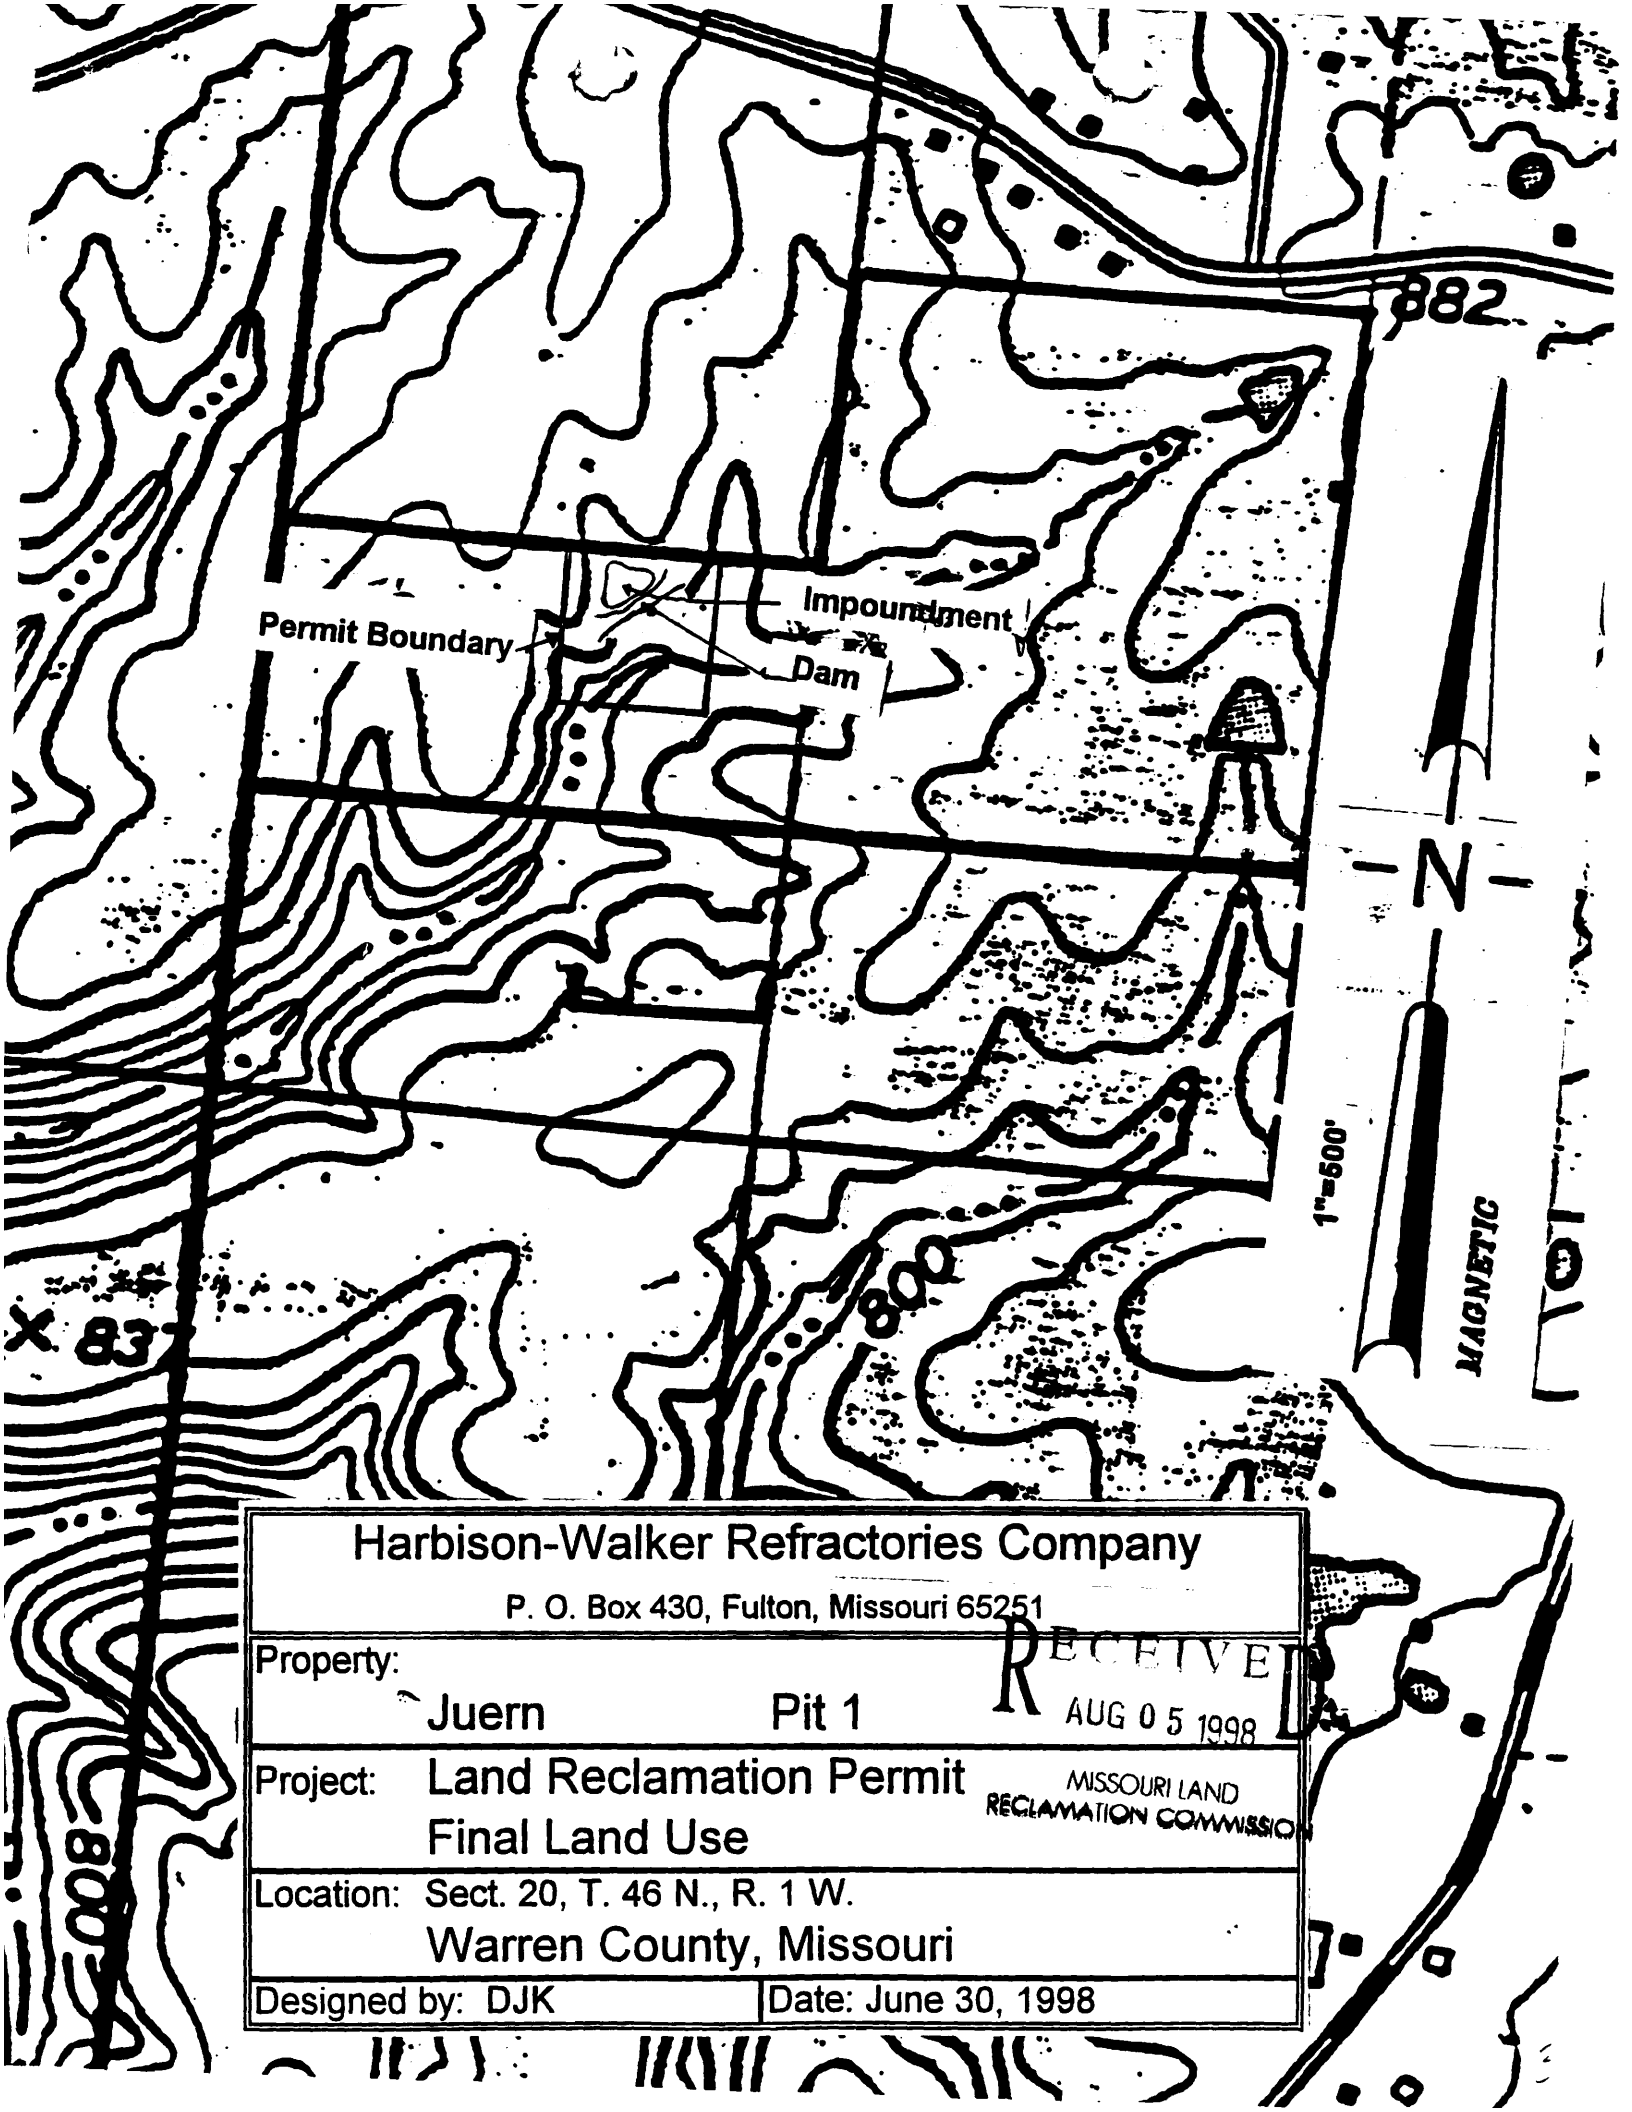 882
Impoundment
Permit Boundary
Dam
N
1"=500'
MAGNETIC
800
X 837
Harbison-Walker Refractories Company
P. O. Box 430, Fulton, Missouri 65251
Property:
Juern Pit 1
RECEIVED
AUG 05 1998
Project: Land Reclamation Permit
MISSOURI LAND
RECLAMATION COMMISSION
Final Land Use
Location: Sect. 20, T. 46 N., R. 1 W.
Warren County, Missouri
Designed by: DJK Date: June 30, 1998
800